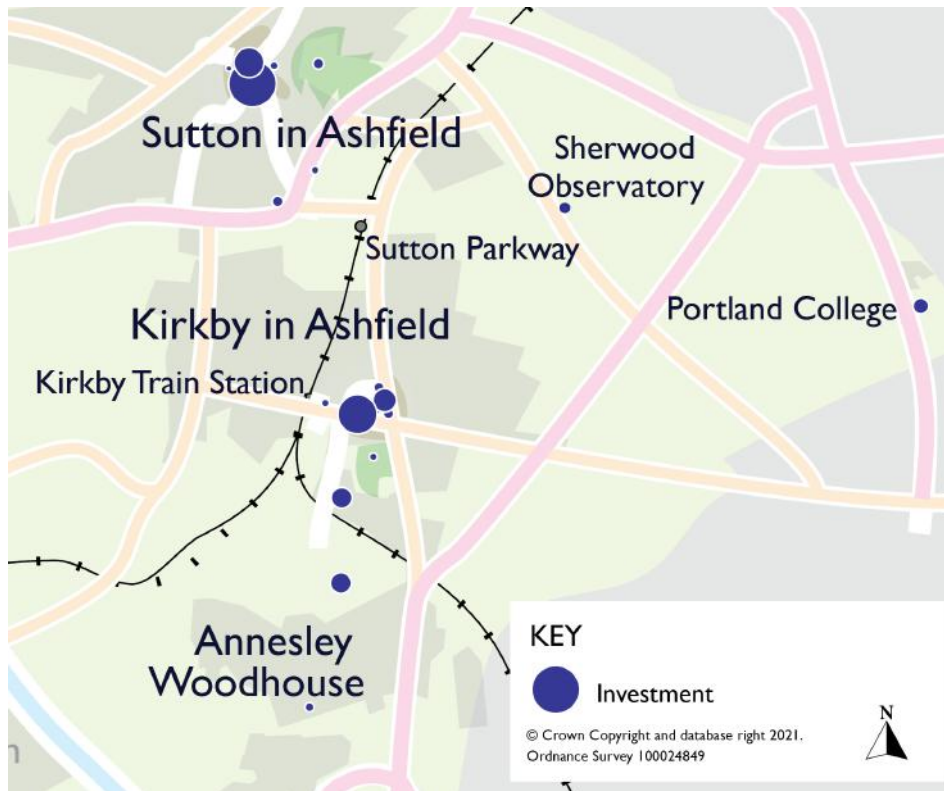 Sutton in Ashfield
Sherwood
Observatory
Sutton Parkway
Portland College
Kirkby in Ashfield
Kirkby Train Station
Annesley
Woodhouse
n
KEY
Investment
© Crown Copyright and database right 2021.
Ordnance Survey 100024849
N